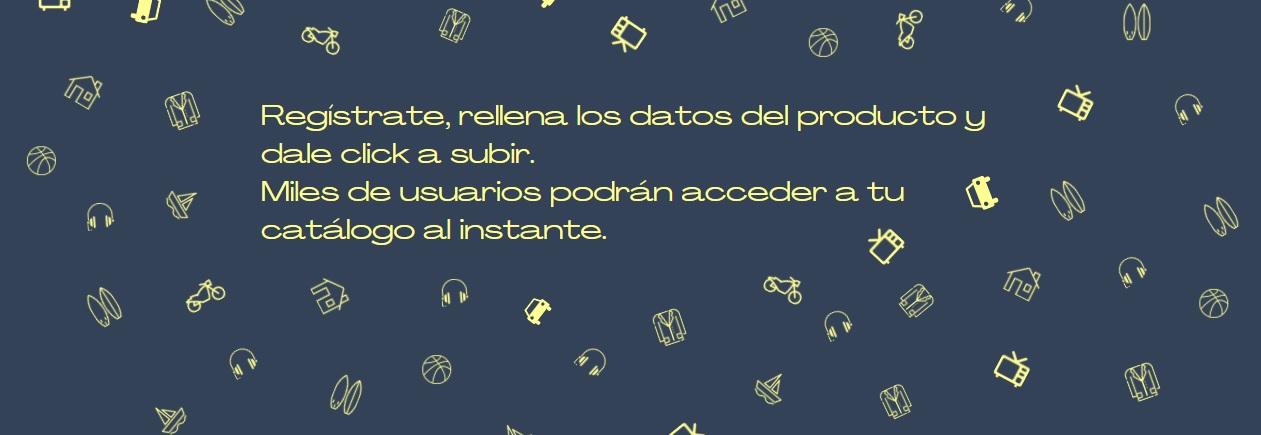 Regístrate, rellena los datos del producto y
dale click a subir.
Miles de usuarios podrán acceder a tu
catálogo al instante.